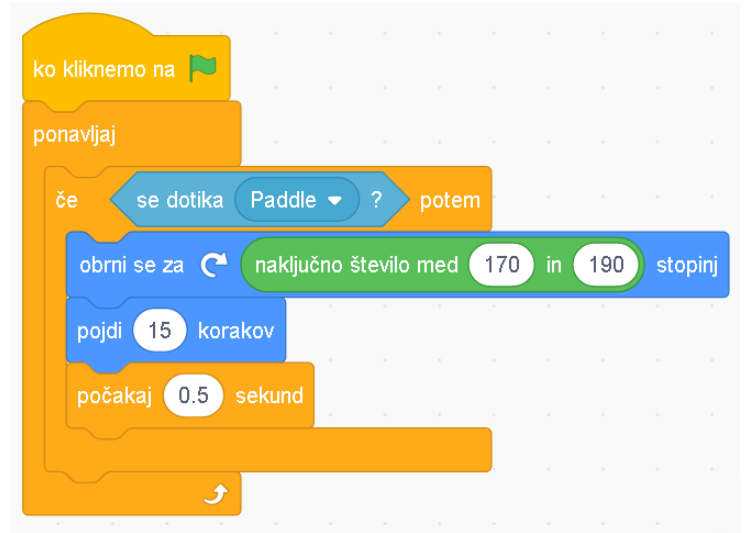 ko kliknemo na
ponavljaj
če se dotika Paddle ? potem
obrni se za naključno število med 170 in 190 stopinj
pojdi 15 korakov
počakaj 0.5 sekund